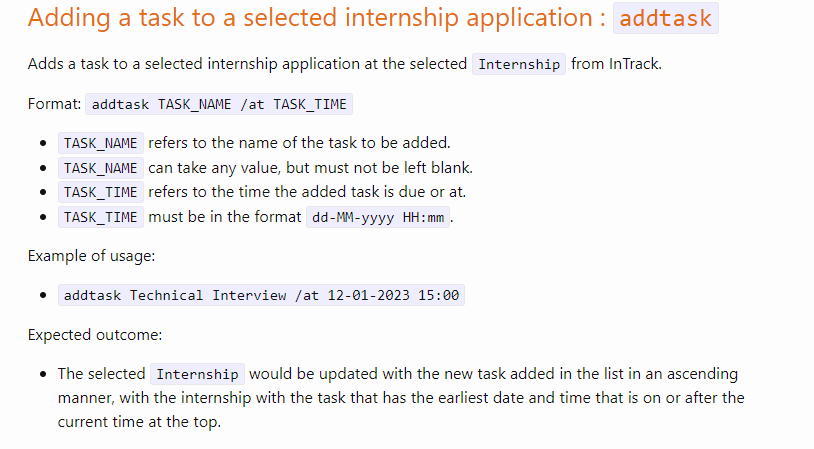 Adding a task to a selected internship application : addtask
Adds a task to a selected internship application at the selected Internship from InTrack.
Format: addtask TASK_NAME /at TASK_TIME
• TASK_NAME refers to the name of the task to be added.
• TASK_NAME can take any value, but must not be left blank.
• TASK_TIME refers to the time the added task is due or at.
• TASK_TIME must be in the format dd-MM-yyyy HH:mm.
Example of usage:
• addtask Technical Interview /at 12-01-2023 15:00
Expected outcome:
• The selected Internship would be updated with the new task added in the list in an ascending
manner, with the internship with the task that has the earliest date and time that is on or after the
current time at the top.